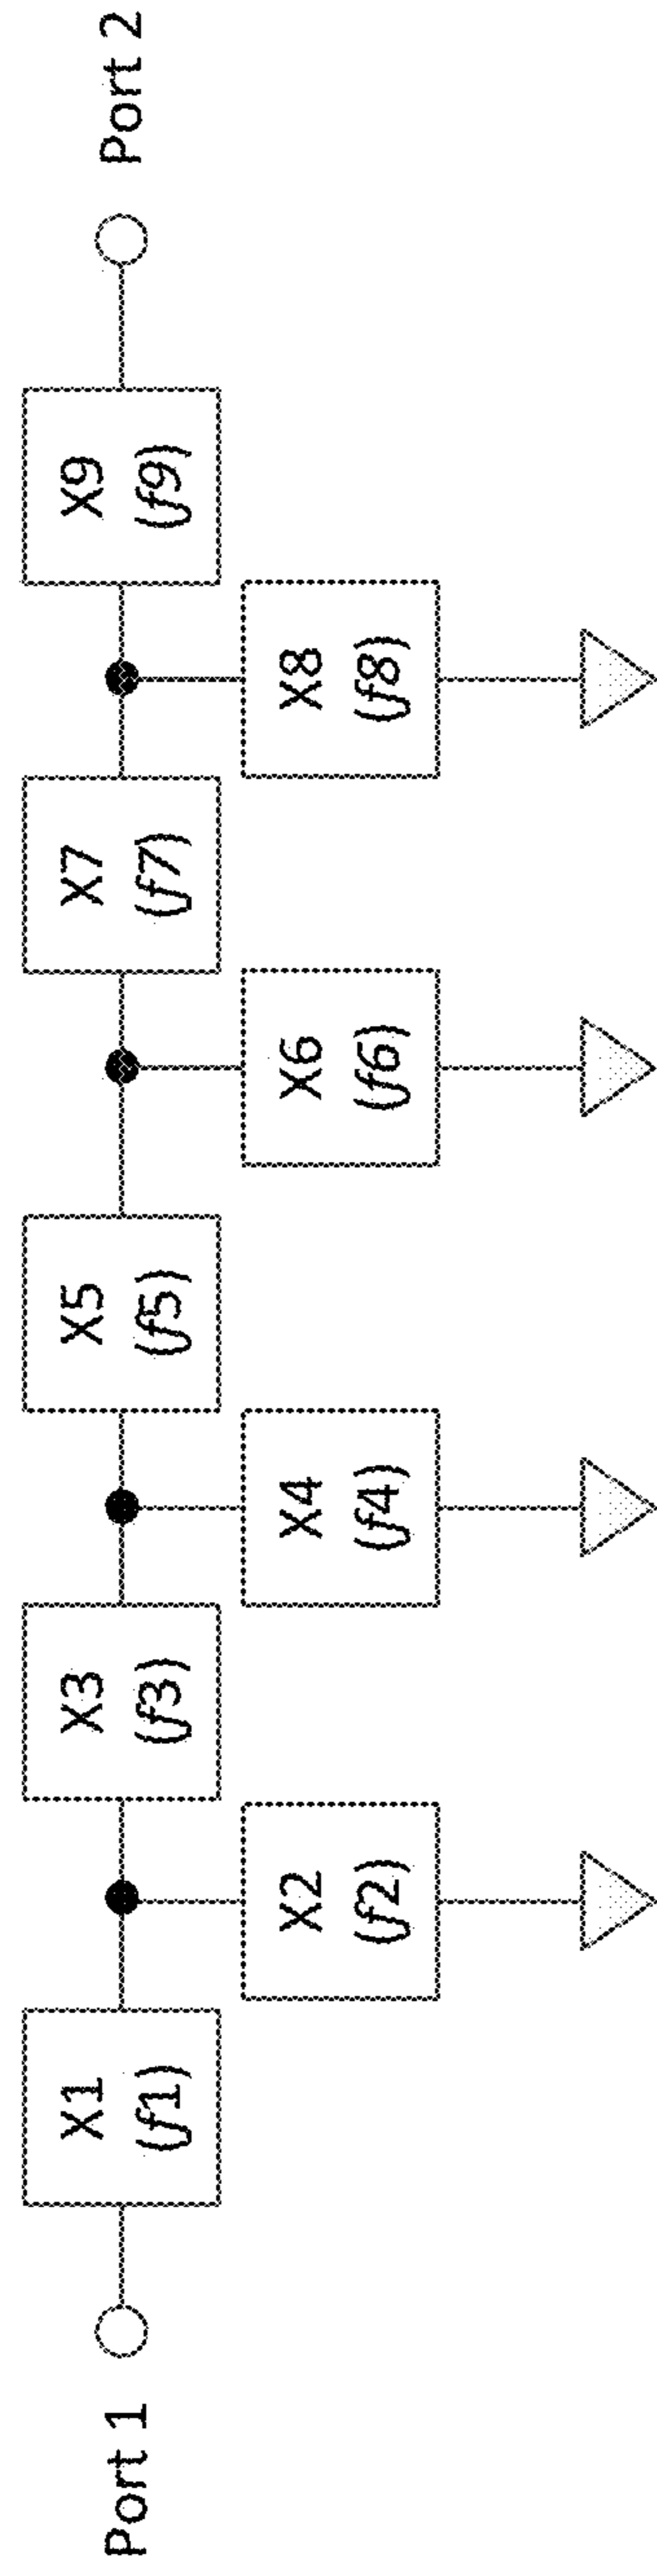 Port 1
X1
(f1)
X2
(f2)
X3
(f3)
X4
(f4)
X5
(f5)
X6
(f6)
X7
(f7)
X8
(f8)
X9
(f9)
Port 2